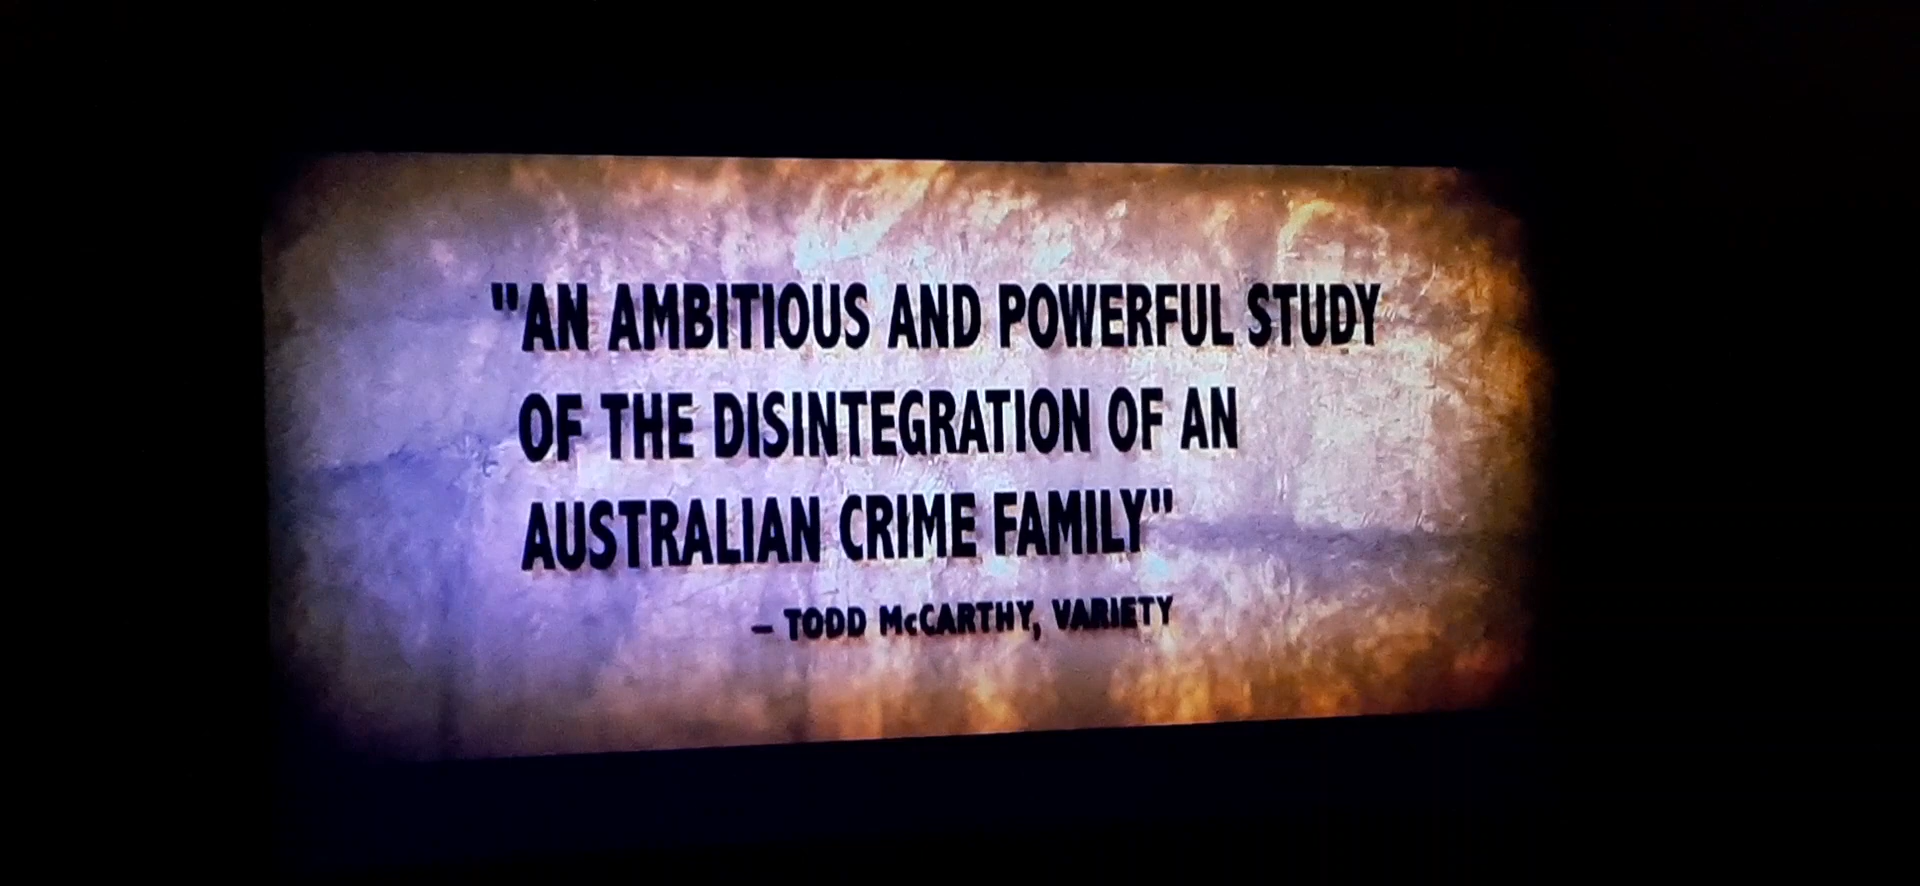 "AN AMBITIOUS AND POWERFUL STUDY
OF THE DISINTEGRATION OF AN
AUSTRALIAN CRIME FAMILY"
– TODD McCARTHY, VARIETY